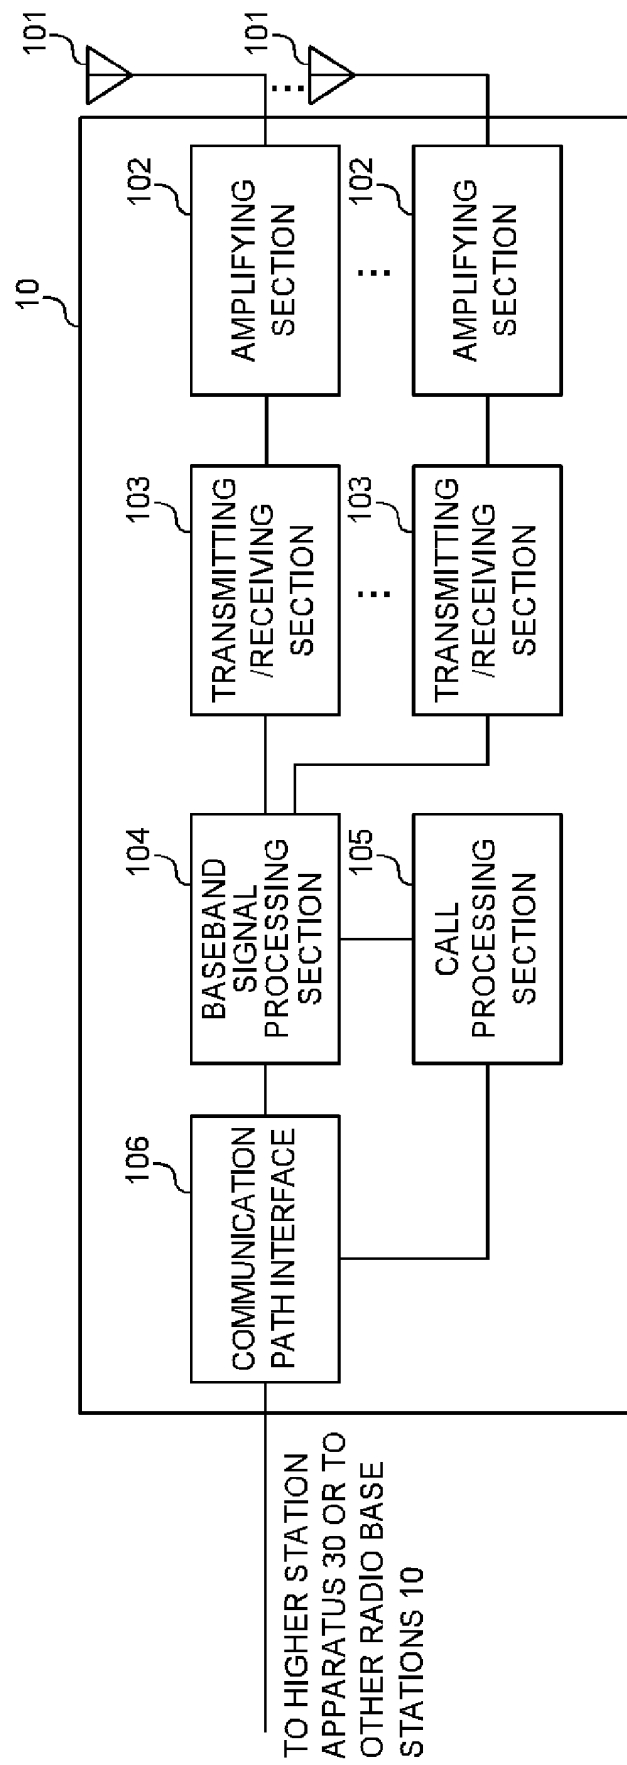 10
101
101
106
COMMUNICATION
PATH INTERFACE
104
BASEBAND
SIGNAL
PROCESSING
SECTION
103
TRANSMITTING
/RECEIVING
SECTION
102
AMPLIFYING
SECTION
...
...
...
105
CALL
PROCESSING
SECTION
103
TRANSMITTING
/RECEIVING
SECTION
102
AMPLIFYING
SECTION
TO HIGHER STATION
APPARATUS 30 OR TO
OTHER RADIO BASE
STATIONS 10